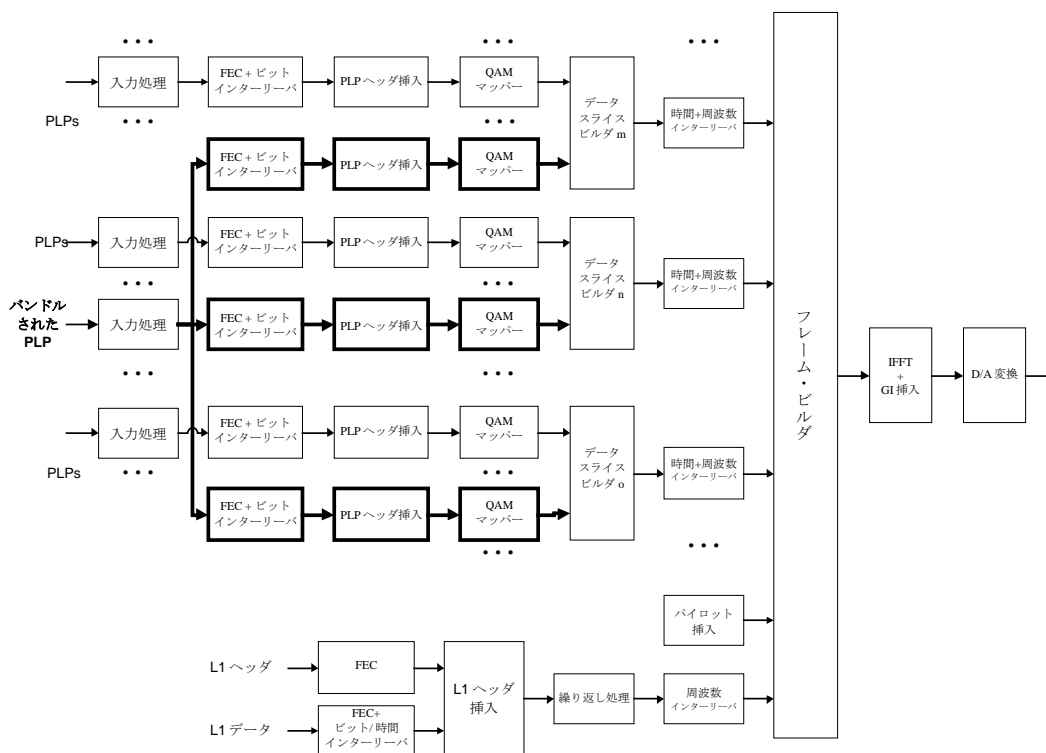 • • •
• • •
• • •
入力処理
FEC + ビット
インターリーバ
PLP ヘッダ挿入
QAM
マッパー
PLPs
• • •
• • •
データ
スライス
ビルダ m
時間+周波数
インターリーバ
FEC + ビット
インターリーバ
PLP ヘッダ挿入
QAM
マッパー
PLPs
入力処理
FEC + ビット
インターリーバ
PLP ヘッダ挿入
QAM
マッパー
• • •
• • •
データ
スライス
ビルダ n
時間+周波数
インターリーバ
バンドル
された
PLP
入力処理
FEC + ビット
インターリーバ
PLP ヘッダ挿入
QAM
マッパー
• • •
• • •
入力処理
FEC + ビット
インターリーバ
PLP ヘッダ挿入
QAM
マッパー
PLPs
• • •
• • •
データ
スライス
ビルダ o
時間+周波数
インターリーバ
FEC + ビット
インターリーバ
PLP ヘッダ挿入
QAM
マッパー
• • •
• • •
フレーム・ビルダ
IFFT
+
GI 挿入
D/A 変換
パイロット
挿入
L1 ヘッダ
FEC
L1 ヘッダ
挿入
繰り返し処理
周波数
インターリーバ
L1 データ
FEC+
ビット/ 時間
インターリーバ